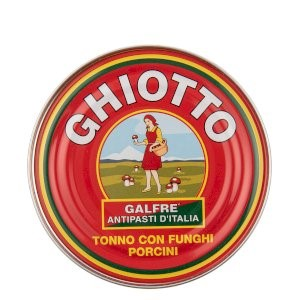 GHIOTTO
GALFRE'
ANTIPASTI D'ITALIA
TONNO CON FUNGHI
PORCINI